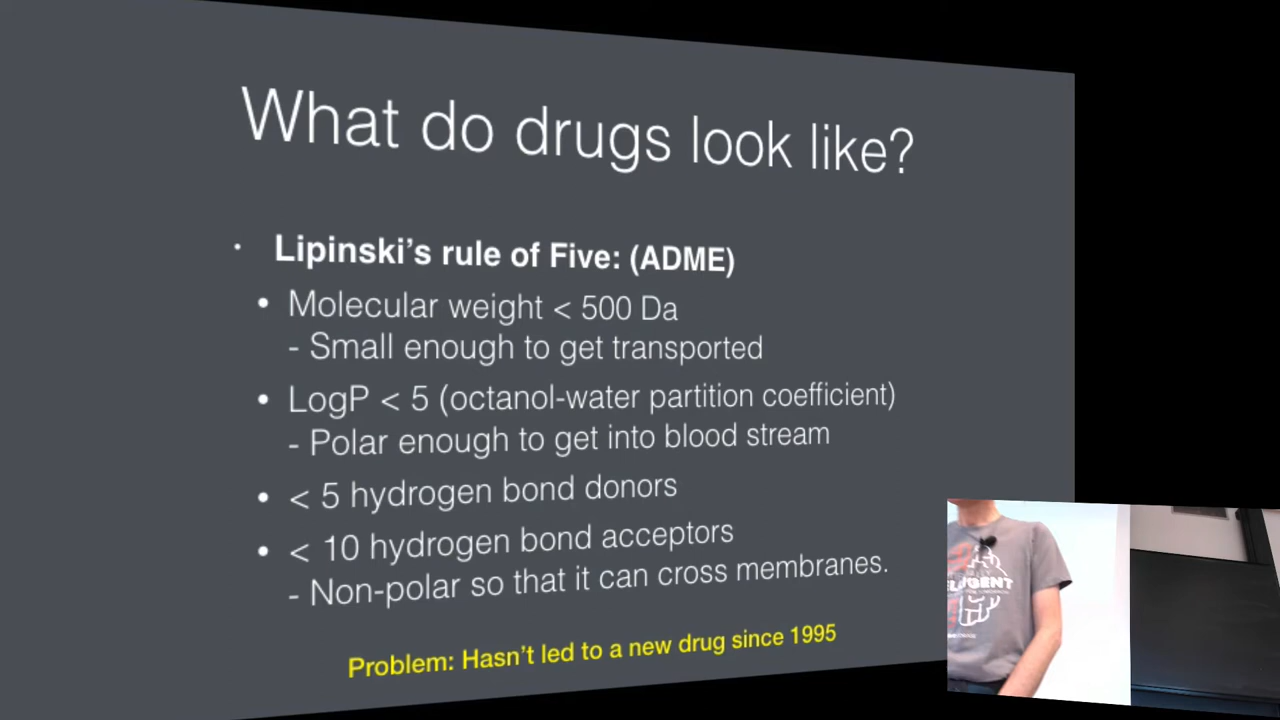 What do drugs look like?
• Lipinski's rule of Five: (ADME)
• Molecular weight < 500 Da
- Small enough to get transported
• LogP < 5 (octanol-water partition coefficient)
- Polar enough to get into blood stream
• < 5 hydrogen bond donors
• < 10 hydrogen bond acceptors
- Non-polar so that it can cross membranes.
Problem: Hasn't led to a new drug since 1995